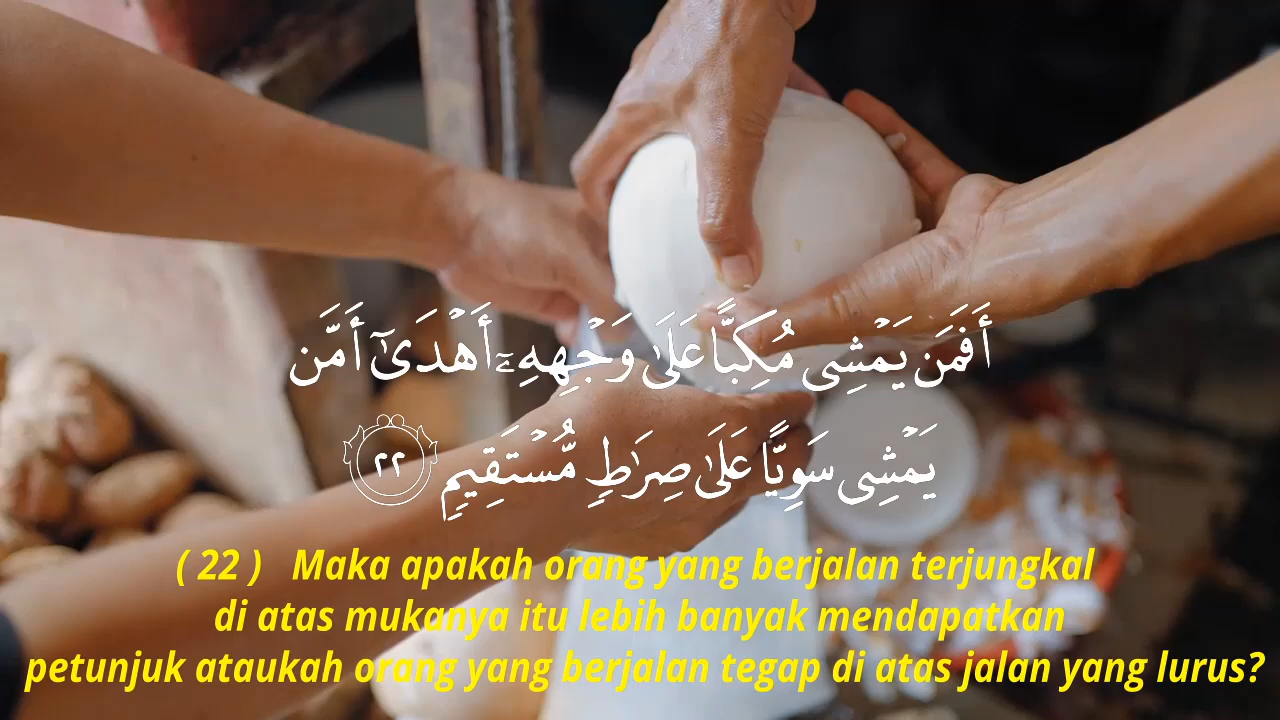 أَفَمَن يَمۡشِي مُكِبًّا عَلَىٰ وَجۡهِهِۦٓ أَهۡدَىٰٓ أَمَّن
يَمۡشِي سَوِيًّا عَلَىٰ صِرَٰطٖ مُّسۡتَقِيمٖ ٢٢
( 22 ) Maka apakah orang yang berjalan terjungkal
di atas mukanya itu lebih banyak mendapatkan
petunjuk ataukah orang yang berjalan tegap di atas jalan yang lurus?